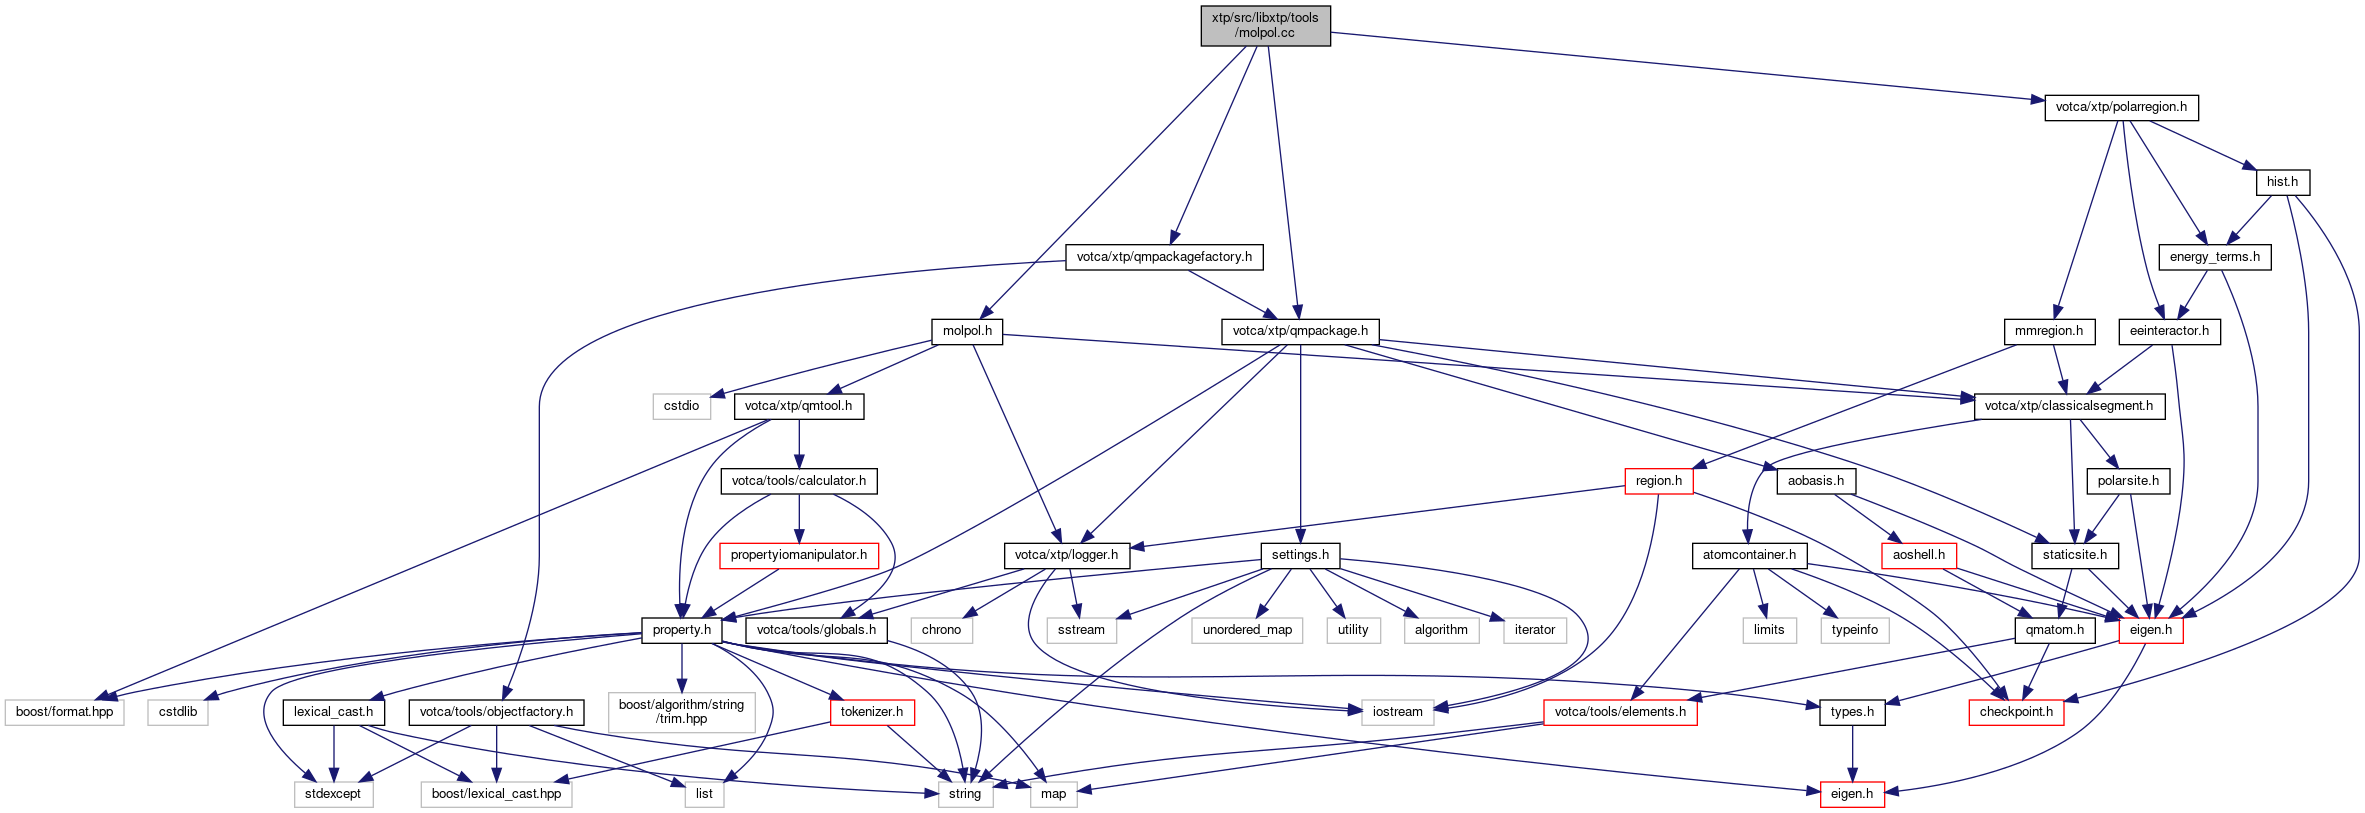 xtp/src/libxtp/tools
/molpol.cc
votca/xtp/polarregion.h
hist.h
votca/xtp/qmpackagefactory.h
energy_terms.h
molpol.h
votca/xtp/qmpackage.h
mmregion.h
eeinteractor.h
cstdio
votca/xtp/qmtool.h
votca/xtp/classicalsegment.h
votca/tools/calculator.h
region.h
aobasis.h
polarsite.h
propertyiomanipulator.h
votca/xtp/logger.h
settings.h
atomcontainer.h
aoshell.h
staticsite.h
property.h
votca/tools/globals.h
chrono
sstream
unordered_map
utility
algorithm
iterator
limits
typeinfo
qmatom.h
eigen.h
boost/format.hpp
cstdlib
lexical_cast.h
votca/tools/objectfactory.h
boost/algorithm/string
/trim.hpp
tokenizer.h
iostream
votca/tools/elements.h
types.h
checkpoint.h
stdexcept
boost/lexical_cast.hpp
list
string
map
eigen.h